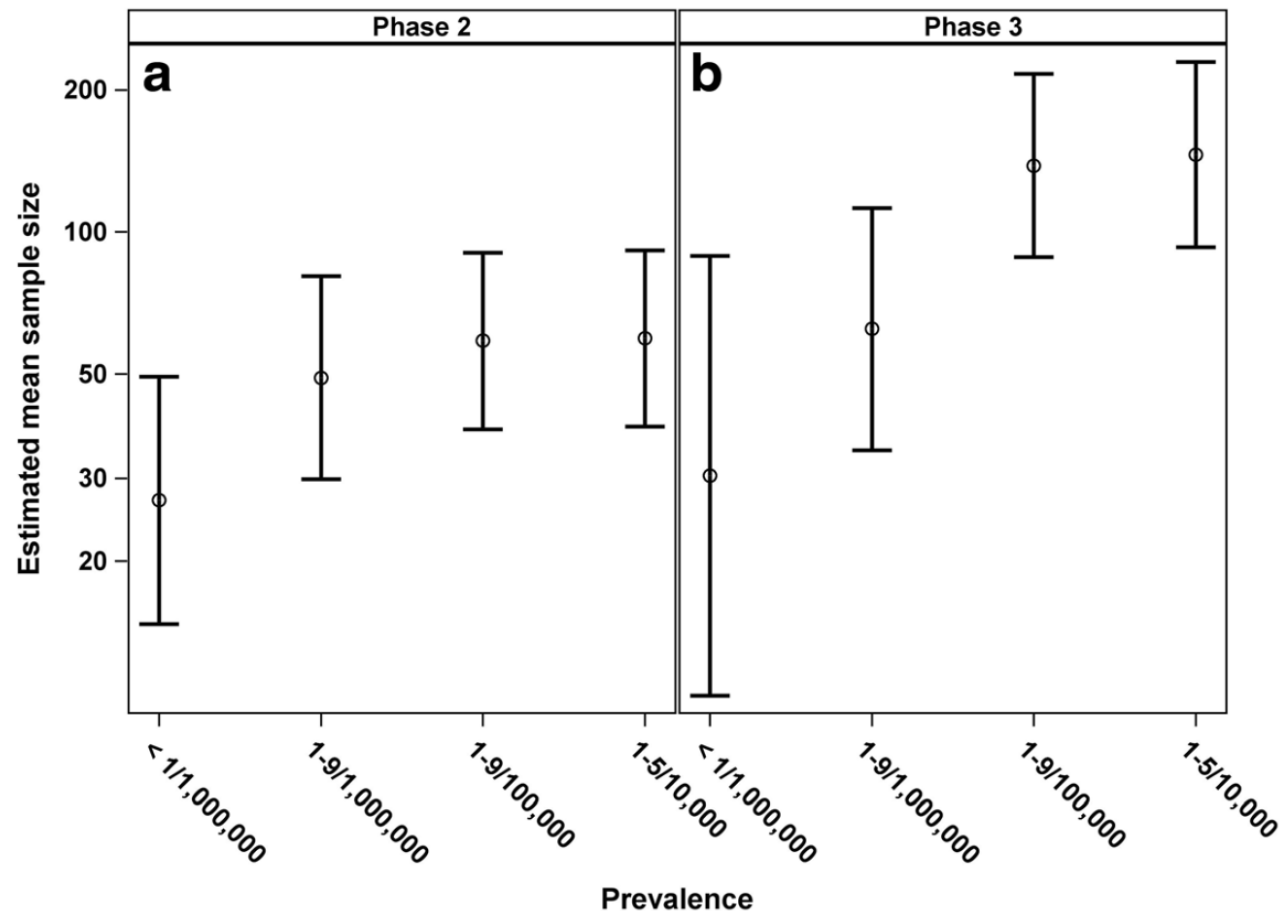 Phase 2
Phase 3
a
b
Estimated mean sample size
200
100
50
30
20
< 1/1,000,000
1-9/1,000,000
1-9/100,000
1-5/10,000
< 1/1,000,000
1-9/1,000,000
1-9/100,000
1-5/10,000
Prevalence